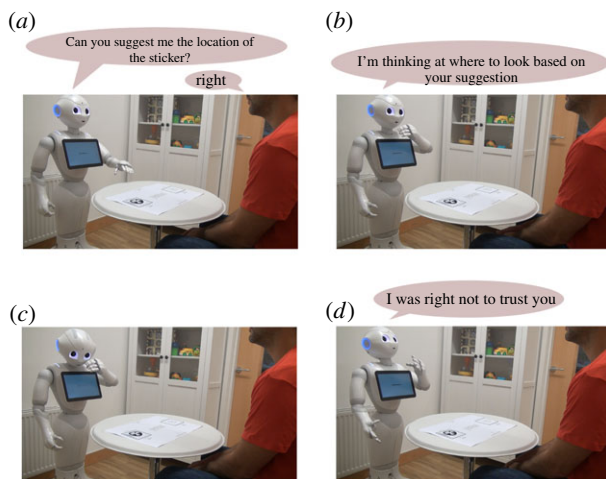 (a)
Can you suggest me the location of
the sticker?
right
(b)
I'm thinking at where to look based on
your suggestion
(c)
(d)
I was right not to trust you